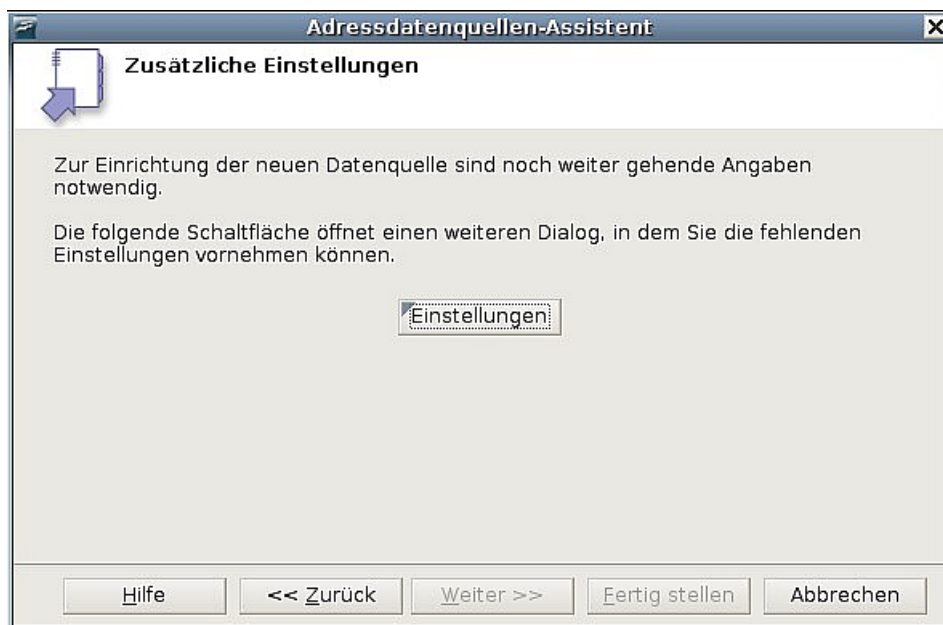 Adressdatenquellen-Assistent
Zusätzliche Einstellungen
Zur Einrichtung der neuen Datenquelle sind noch weiter gehende Angaben
notwendig.
Die folgende Schaltfläche öffnet einen weiteren Dialog, in dem Sie die fehlenden
Einstellungen vornehmen können.
Einstellungen
Hilfe << Zurück Weiter >> Fertig stellen Abbrechen